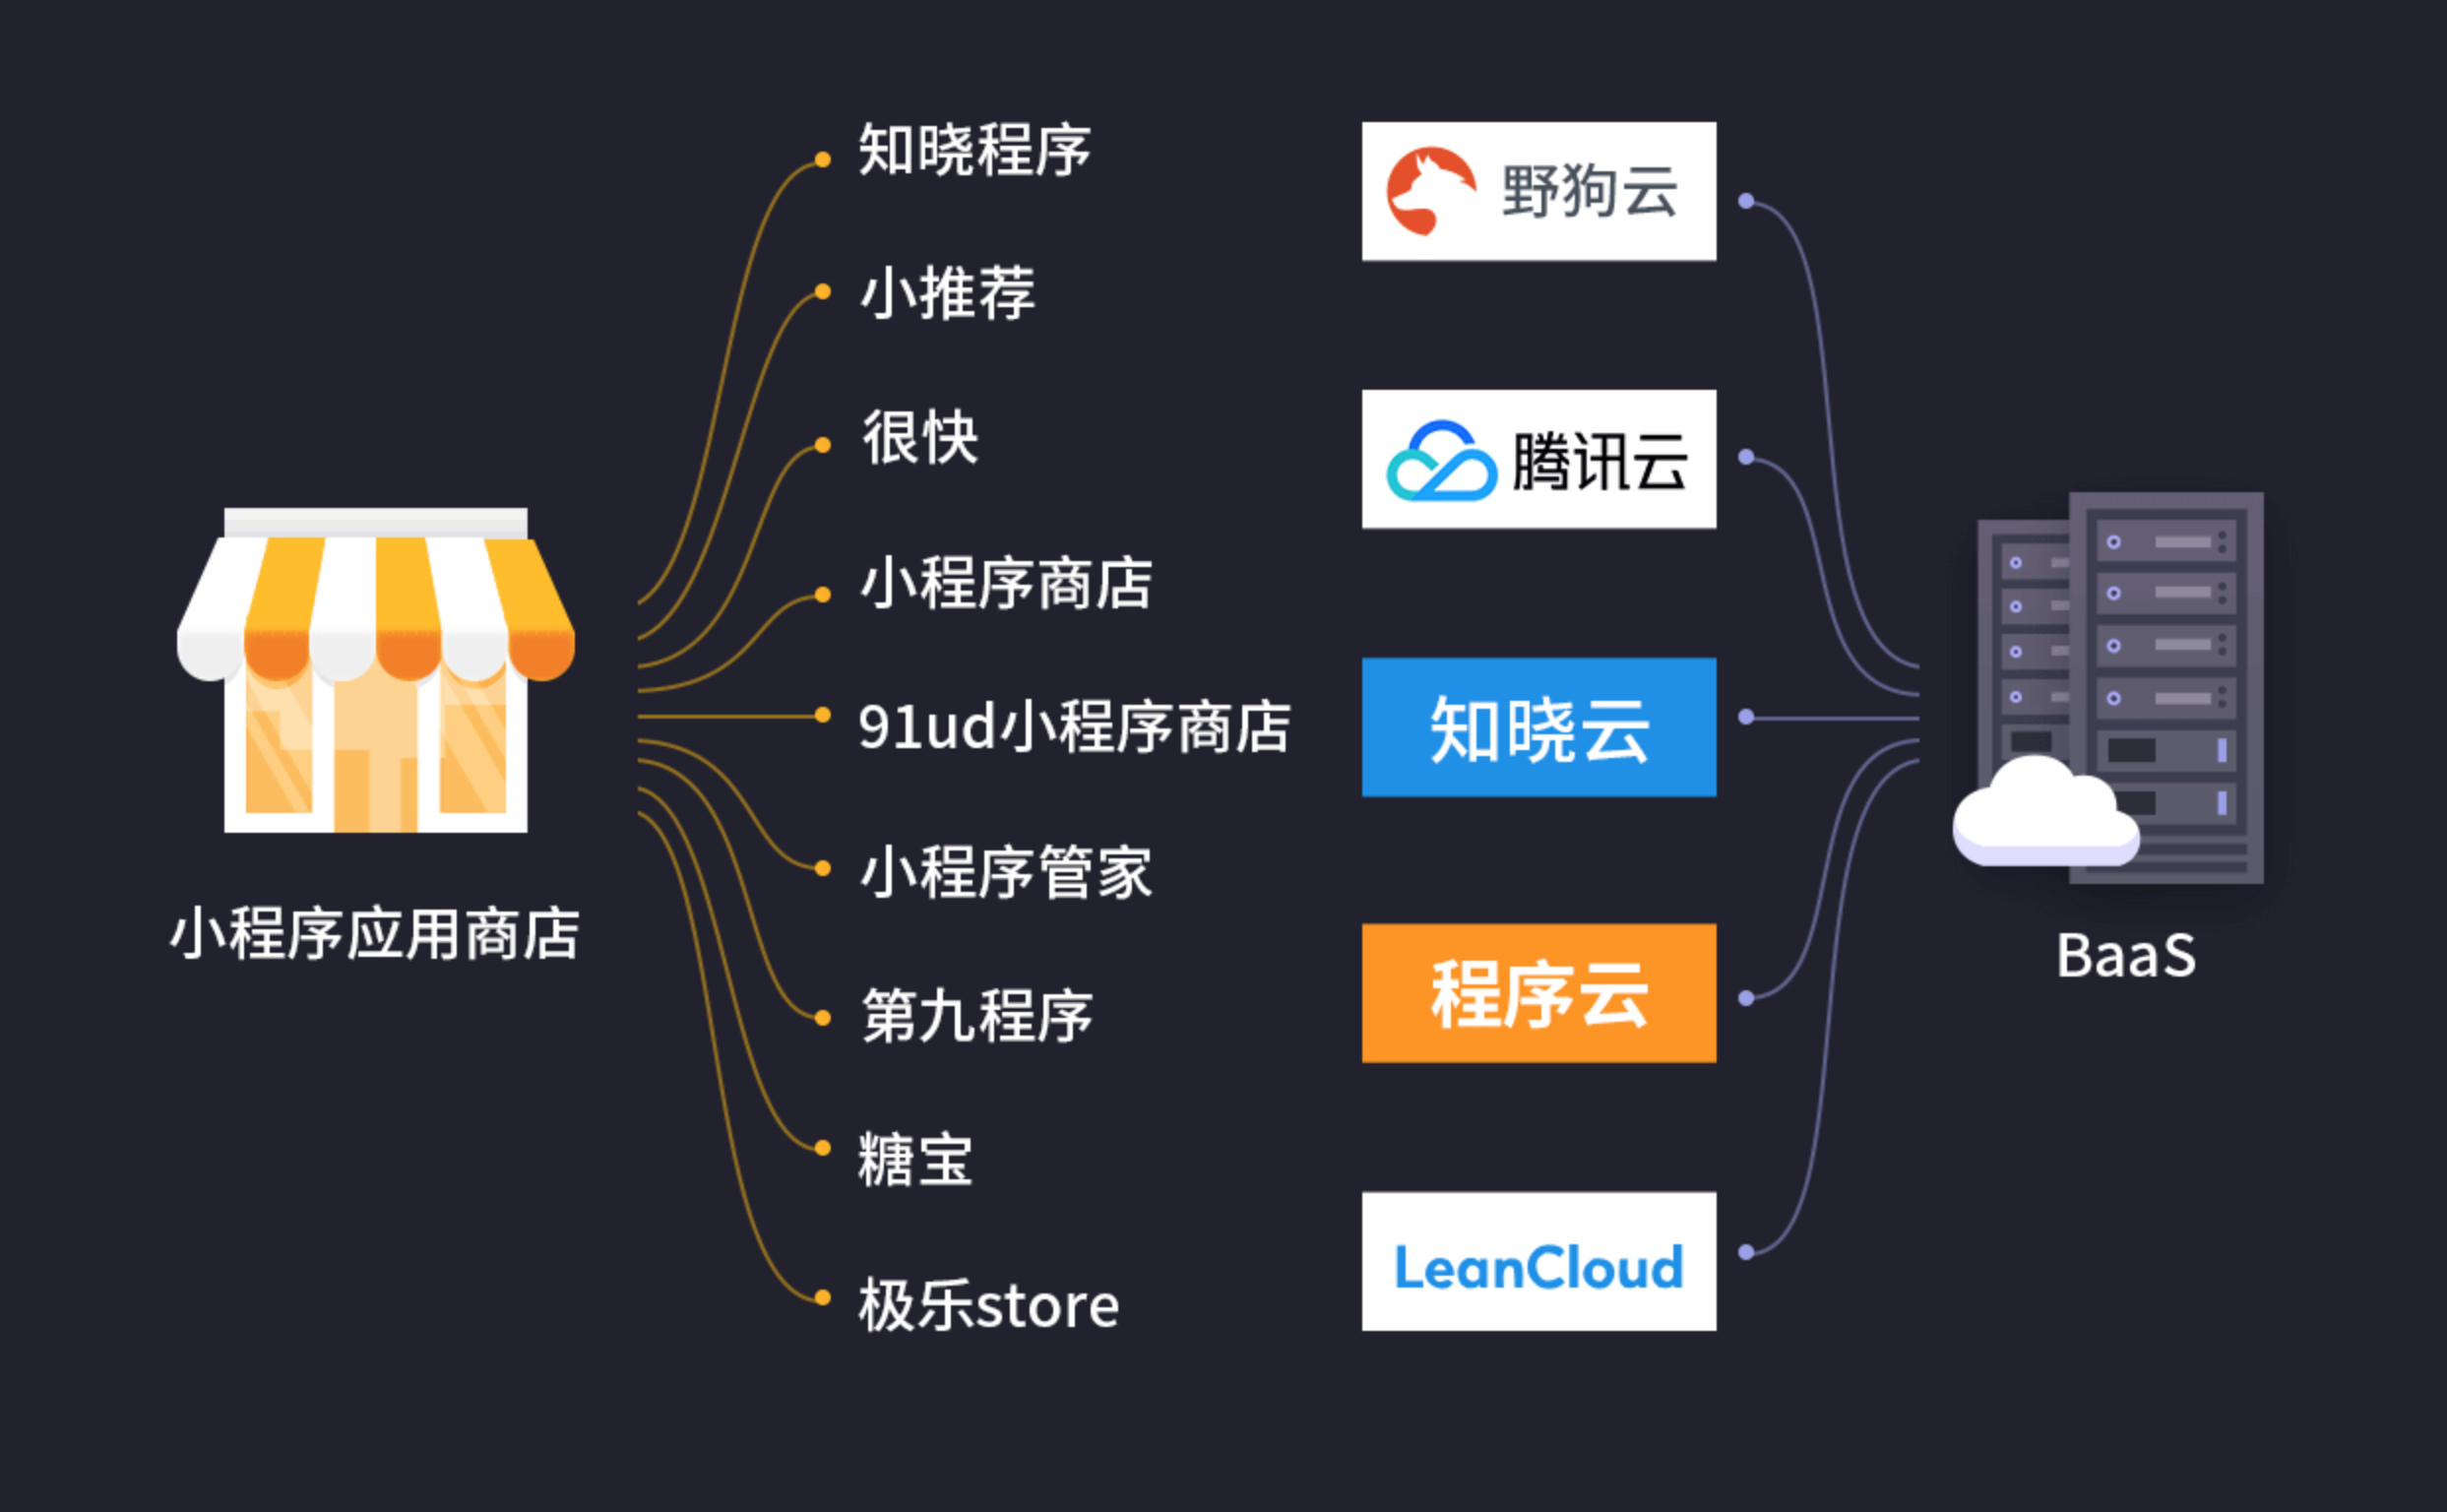 小程序应用商店
知晓程序
小推荐
很快
小程序商店
91ud小程序商店
小程序管家
第九程序
糖宝
极乐store
野狗云
腾讯云
知晓云
程序云
LeanCloud
BaaS